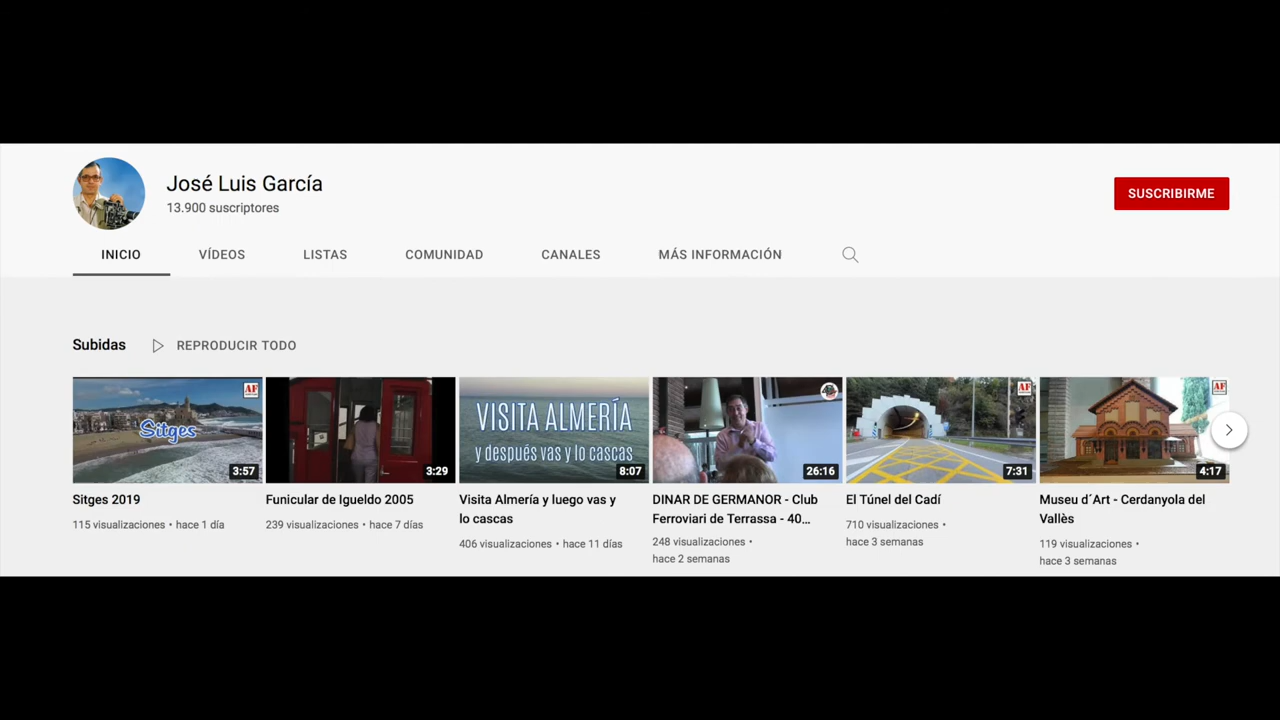 José Luis García
13.900 suscriptores
SUSCRIBIRME
INICIO VÍDEOS LISTAS COMUNIDAD CANALES MÁS INFORMACIÓN
Subidas REPRODUCIR TODO
AF
Sitges
3:57
3:29
VISITA ALMERÍA
y después vas y lo cascas
8:07
26:16
AF
7:31
AF
4:17
Sitges 2019
115 visualizaciones • hace 1 día
Funicular de Igueldo 2005
239 visualizaciones • hace 7 días
Visita Almería y luego vas y
lo cascas
406 visualizaciones • hace 11 días
DINAR DE GERMANOR - Club
Ferroviari de Terrassa - 40...
248 visualizaciones •
hace 2 semanas
El Túnel del Cadí
710 visualizaciones •
hace 3 semanas
Museu d´Art - Cerdanyola del
Vallès
119 visualizaciones •
hace 3 semanas